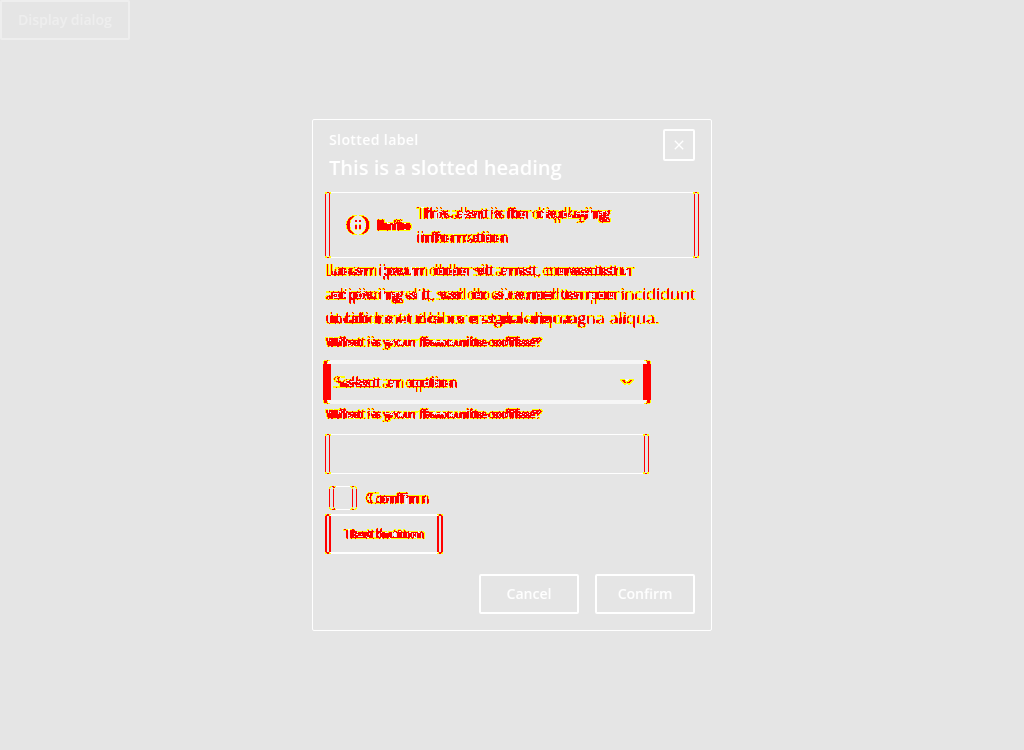 Display dialog
Slotted label
This is a slotted heading
This alert is for displaying
Info
information
Lorem ipsum dolor sit amet, consectetur
adipiscing elit, sed do eiusmod tempor incididunt
ut labore et dolore magna aliqua.
What is your favourite coffee?
Select an option
What is your favourite coffee?
Confirm
button
Cancel
Confirm